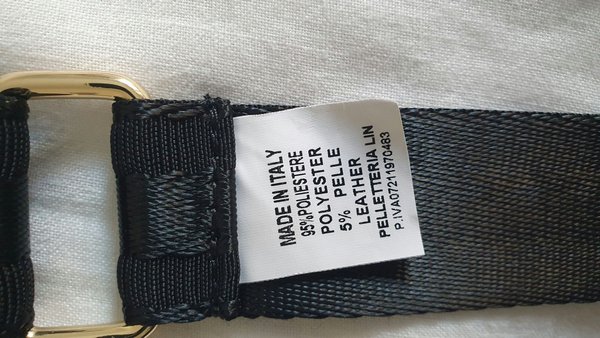 MADE IN ITALY
95%POLIESTERE
POLYESTER
5% PELLE
LEATHER
PELLETTERIA LIN
P.IVA07211970483